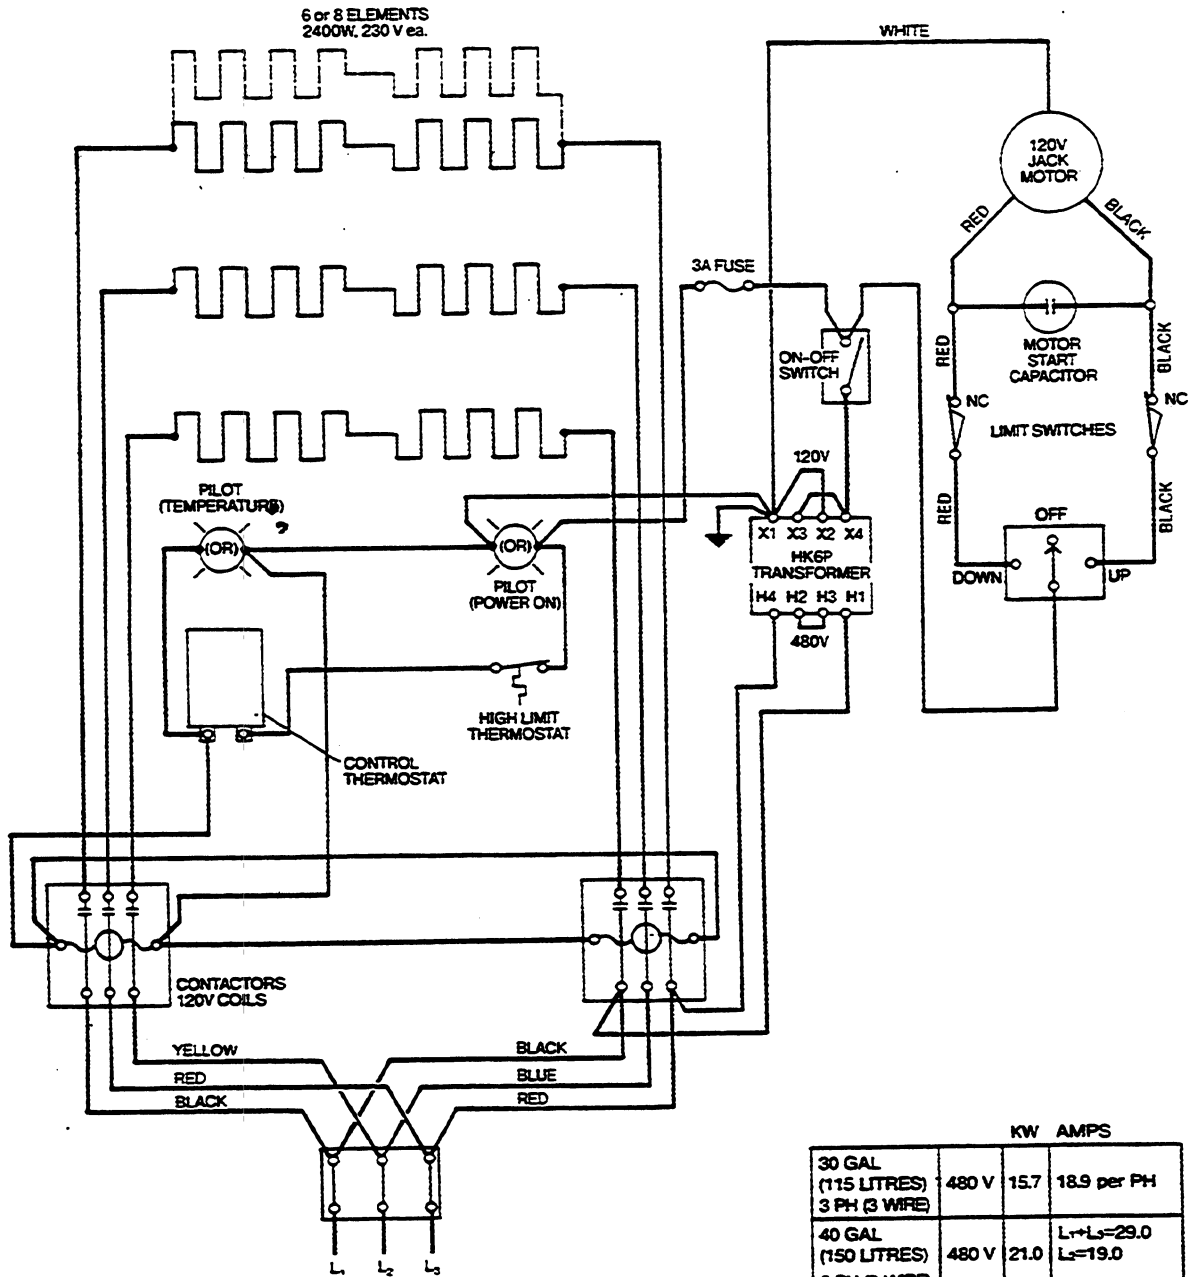 6 or 8 ELEMENTS
2400W, 230 V ea.
WHITE
120V
JACK
MOTOR
RED
BLACK
3A FUSE
ON-OFF
SWITCH
MOTOR
START
CAPACITOR
RED
BLACK
NC
NC
LIMIT SWITCHES
120V
PILOT
(TEMPERATURE)
(OR)
(OR)
PILOT
(POWER ON)
X1 X3 X2 X4
HK6P
TRANSFORMER
H4 H2 H3 H1
480V
RED
BLACK
OFF
DOWN
UP
HIGH LIMIT
THERMOSTAT
CONTROL
THERMOSTAT
CONTACTORS
120V COILS
YELLOW
RED
BLACK
BLACK
BLUE
RED
L₁ L₂ L₃
KW AMPS
30 GAL
(115 LITRES)
3 PH (3 WIRE)
480 V 15.7 18.9 per PH
40 GAL
(150 LITRES)
480 V 21.0 L₁+L₃=29.0
L₂=19.0